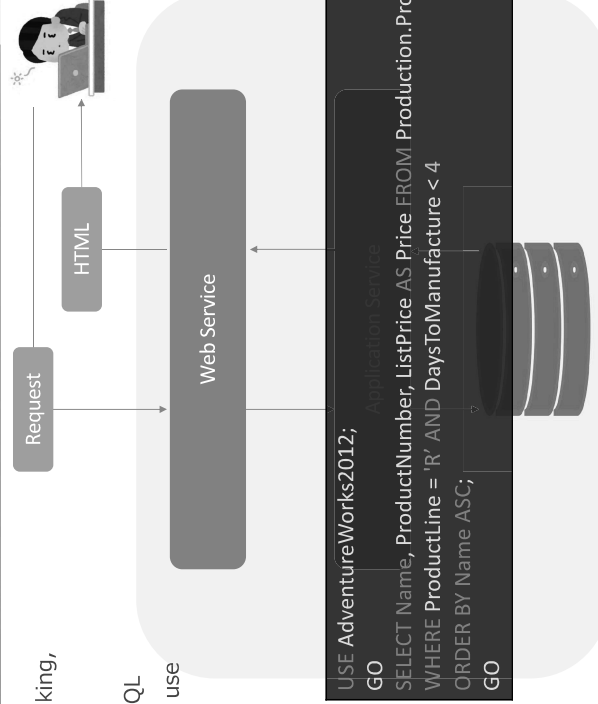 king,
QL
use
Request
HTML
Web Service
Application Service
USE AdventureWorks2012;
GO
SELECT Name, ProductNumber, ListPrice AS Price FROM Production.Pro
WHERE ProductLine = 'R' AND DaysToManufacture < 4
ORDER BY Name ASC;
GO